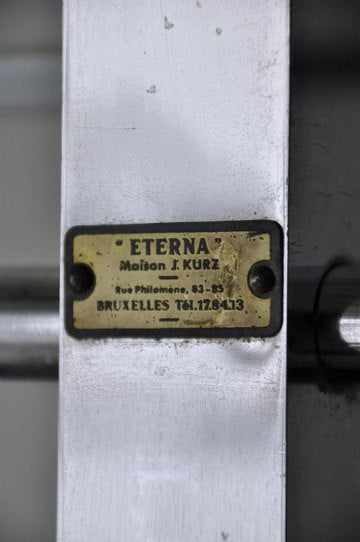 "ETERNA"
Maison J. KURZ
Rue Philomène, 83-85
BRUXELLES Tél.17.84.13